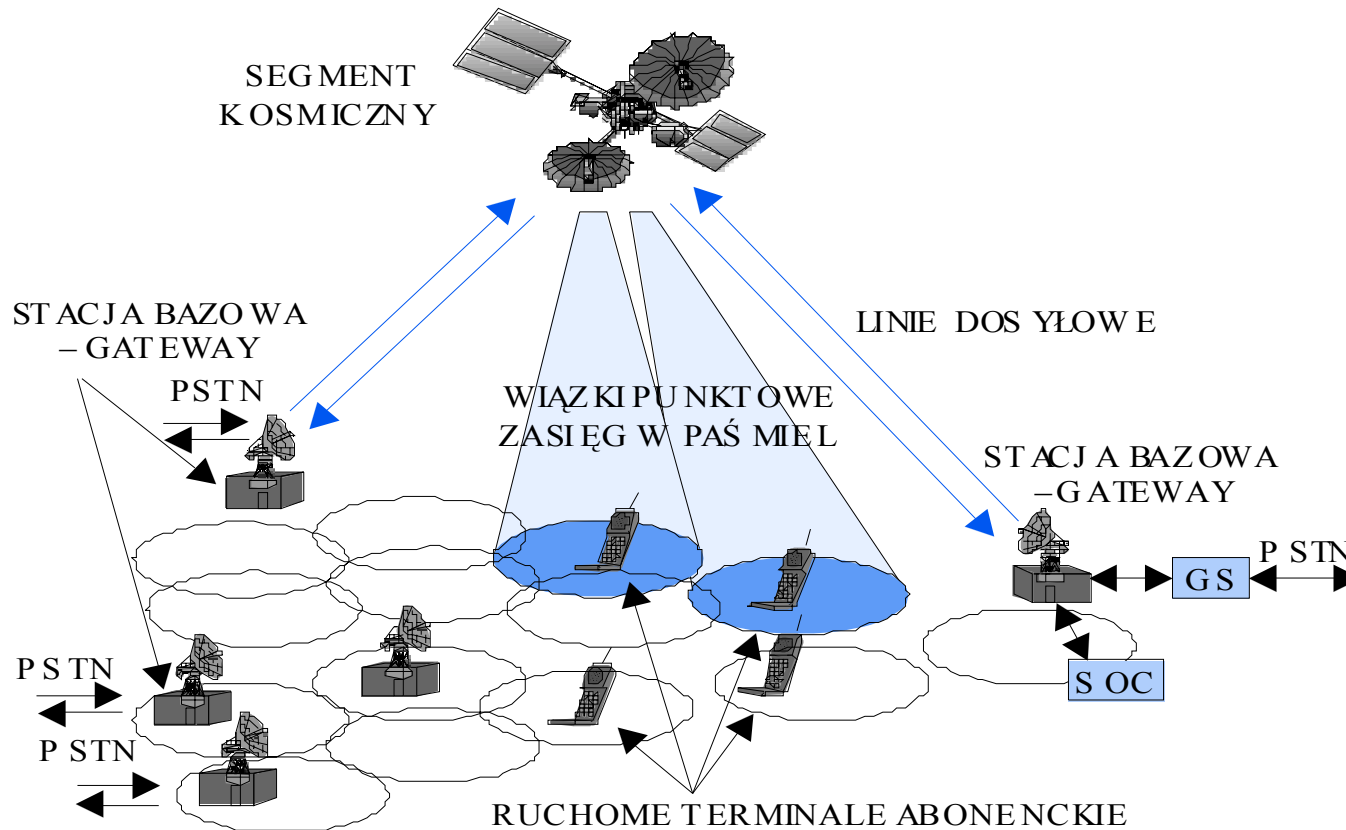 SEGMENT
KOSMICZNY
STACJA BAZOWA
– GATEWAY
PSTN
LINIE DOSYŁOWE
WIĄZKI PUNKTOWE
ZASIĘG W PAŚMIE L
STACJA BAZOWA
– GATEWAY
GS
PSTN
SOC
PSTN
PSTN
RUCHOME TERMINALE ABONENCKIE